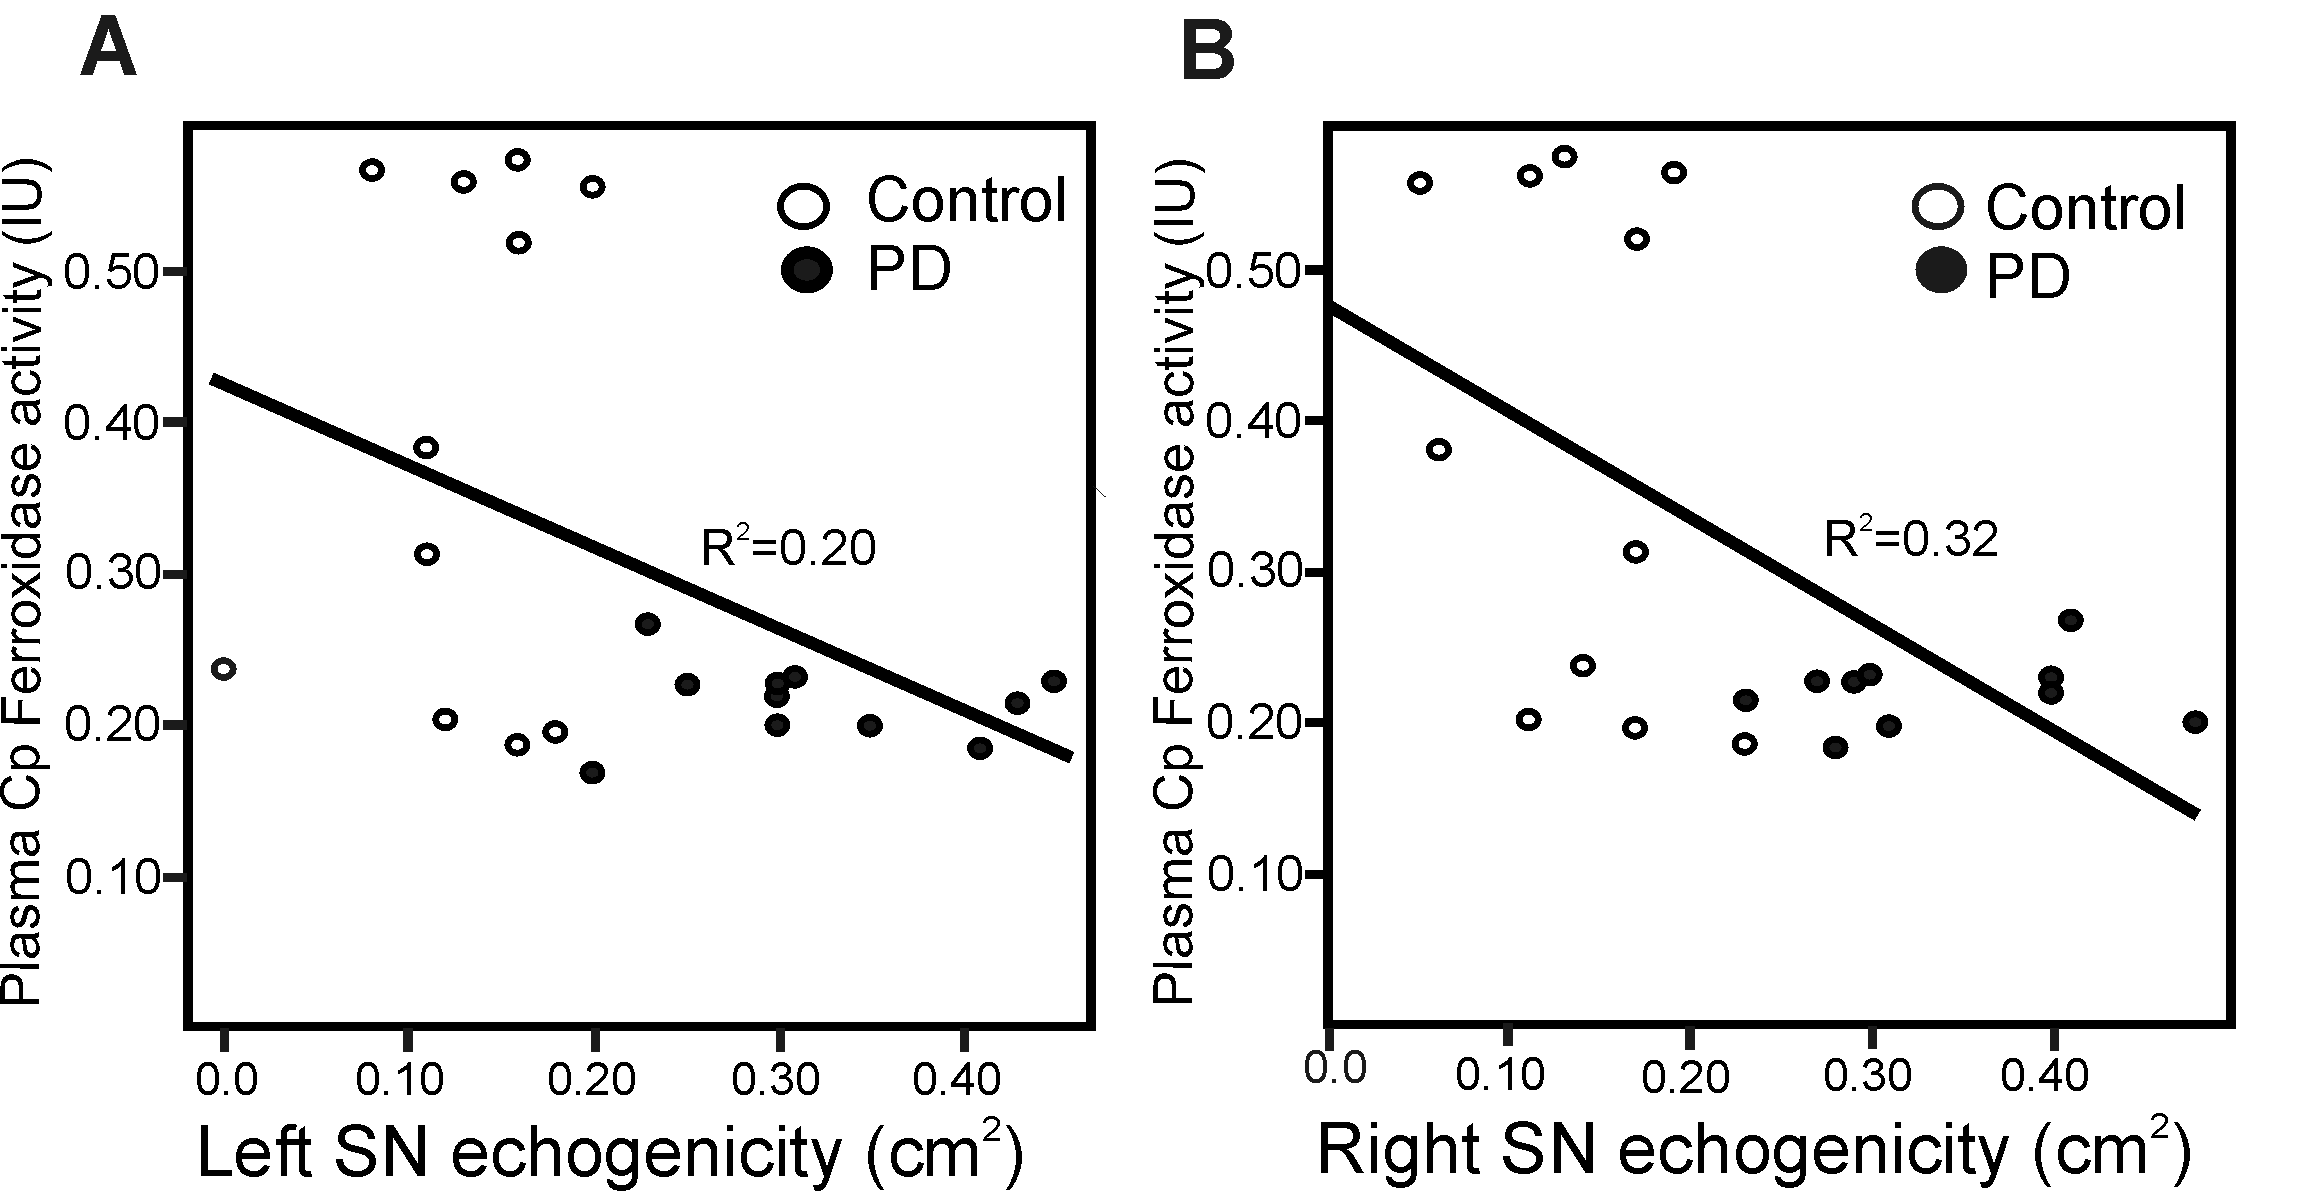 A
Plasma Cp Ferroxidase activity (IU)
0.50
0.40
0.30
0.20
0.10
Control
PD
R²=0.20
0.0 0.10 0.20 0.30 0.40
Left SN echogenicity (cm²)
B
Plasma Cp Ferroxidase activity (IU)
0.50
0.40
0.30
0.20
0.10
Control
PD
R²=0.32
0.0 0.10 0.20 0.30 0.40
Right SN echogenicity (cm²)